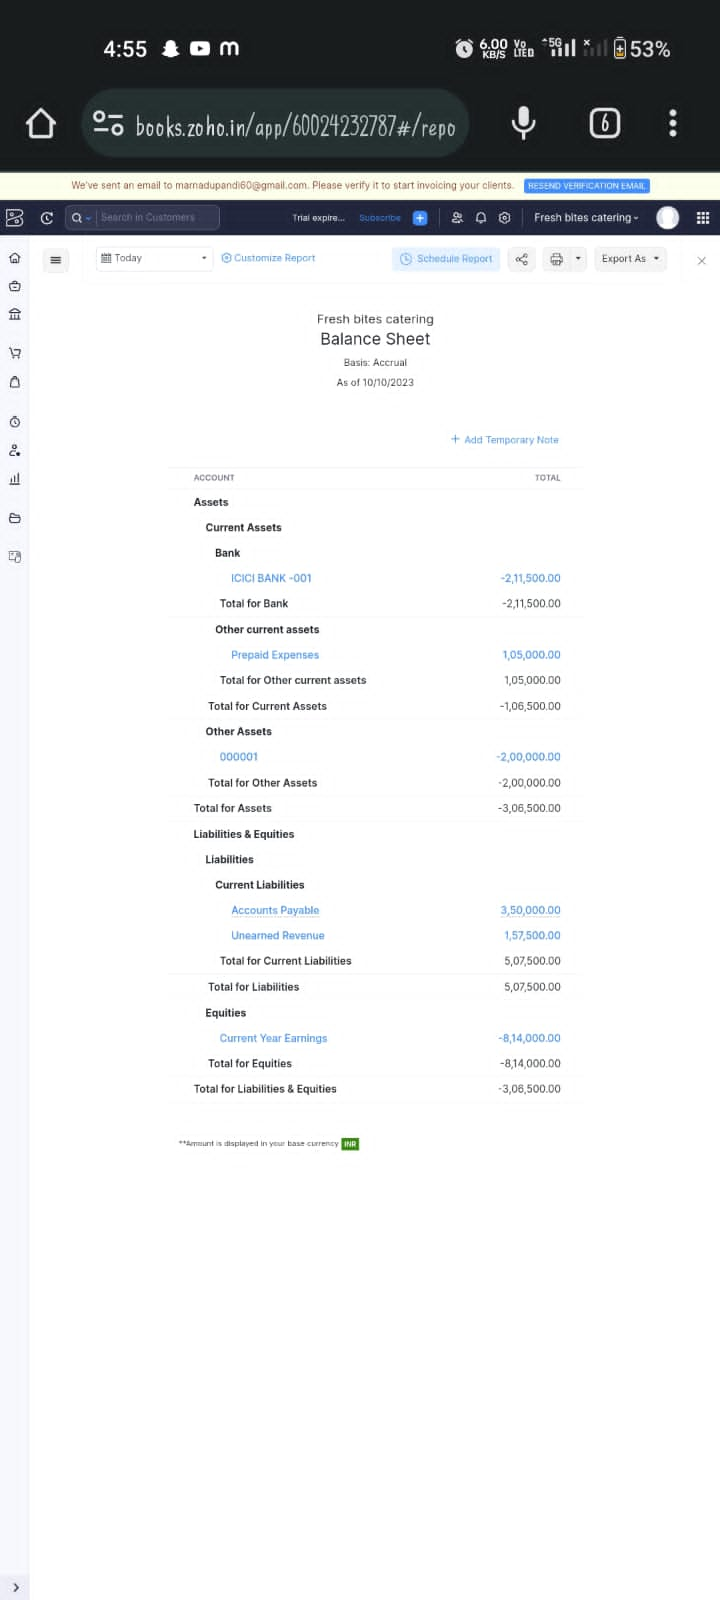 4:55 m 6.00 KB/S Vo LTED 5G x 53%
books.zoho.in/app/60024232787#/repo 6
We've sent an email to marnadupandi60@gmail.com. Please verify it to start invoicing your clients. RESEND VERIFICATION EMAIL
Search in Customers Trial expire... Subscribe + Fresh bites catering
Today Customize Report Schedule Report Export As
Fresh bites catering
Balance Sheet
Basis: Accrual
As of 10/10/2023
+ Add Temporary Note
ACCOUNT TOTAL
Assets
Current Assets
Bank
ICICI BANK -001 -2,11,500.00
Total for Bank -2,11,500.00
Other current assets
Prepaid Expenses 1,05,000.00
Total for Other current assets 1,05,000.00
Total for Current Assets -1,06,500.00
Other Assets
000001 -2,00,000.00
Total for Other Assets -2,00,000.00
Total for Assets -3,06,500.00
Liabilities & Equities
Liabilities
Current Liabilities
Accounts Payable 3,50,000.00
Unearned Revenue 1,57,500.00
Total for Current Liabilities 5,07,500.00
Total for Liabilities 5,07,500.00
Equities
Current Year Earnings -8,14,000.00
Total for Equities -8,14,000.00
Total for Liabilities & Equities -3,06,500.00
**Amount is displayed in your base currency INR